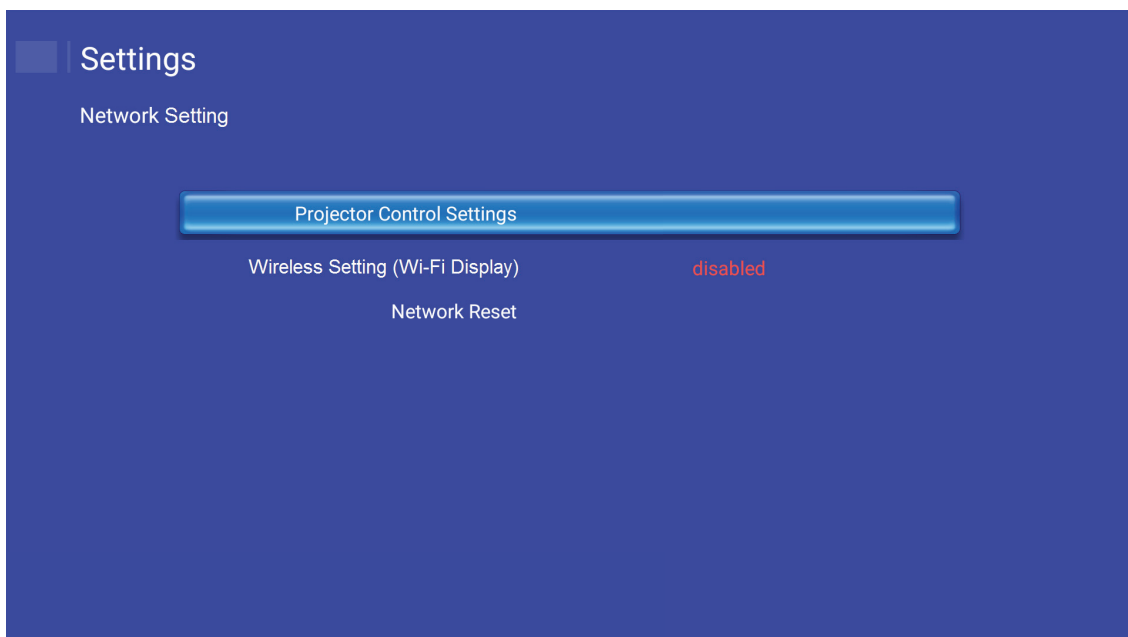 Settings
Network Setting
Projector Control Settings
Wireless Setting (Wi-Fi Display) disabled
Network Reset